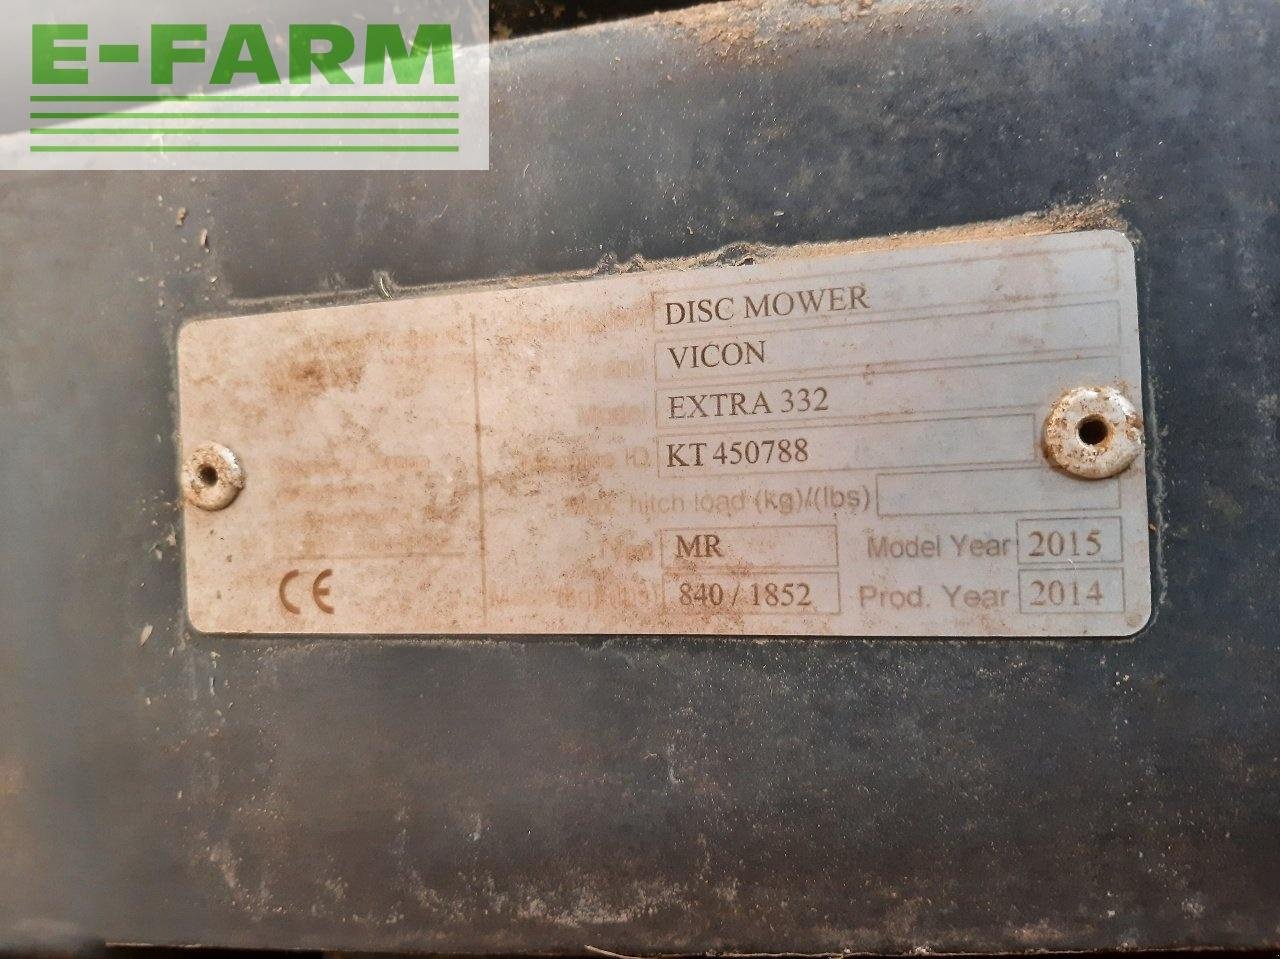 E-FARM
DISC MOWER
VICON
Model EXTRA 332
KT 450788
hitch load (kg)/(lbs)
MR Model Year 2015
840 / 1852 Prod. Year 2014
CE